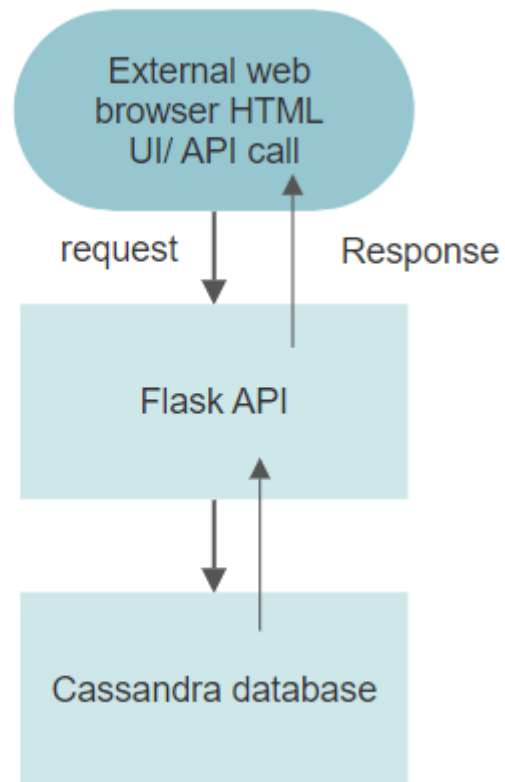 External web
browser HTML
UI/ API call
request
Response
Flask API
Cassandra database